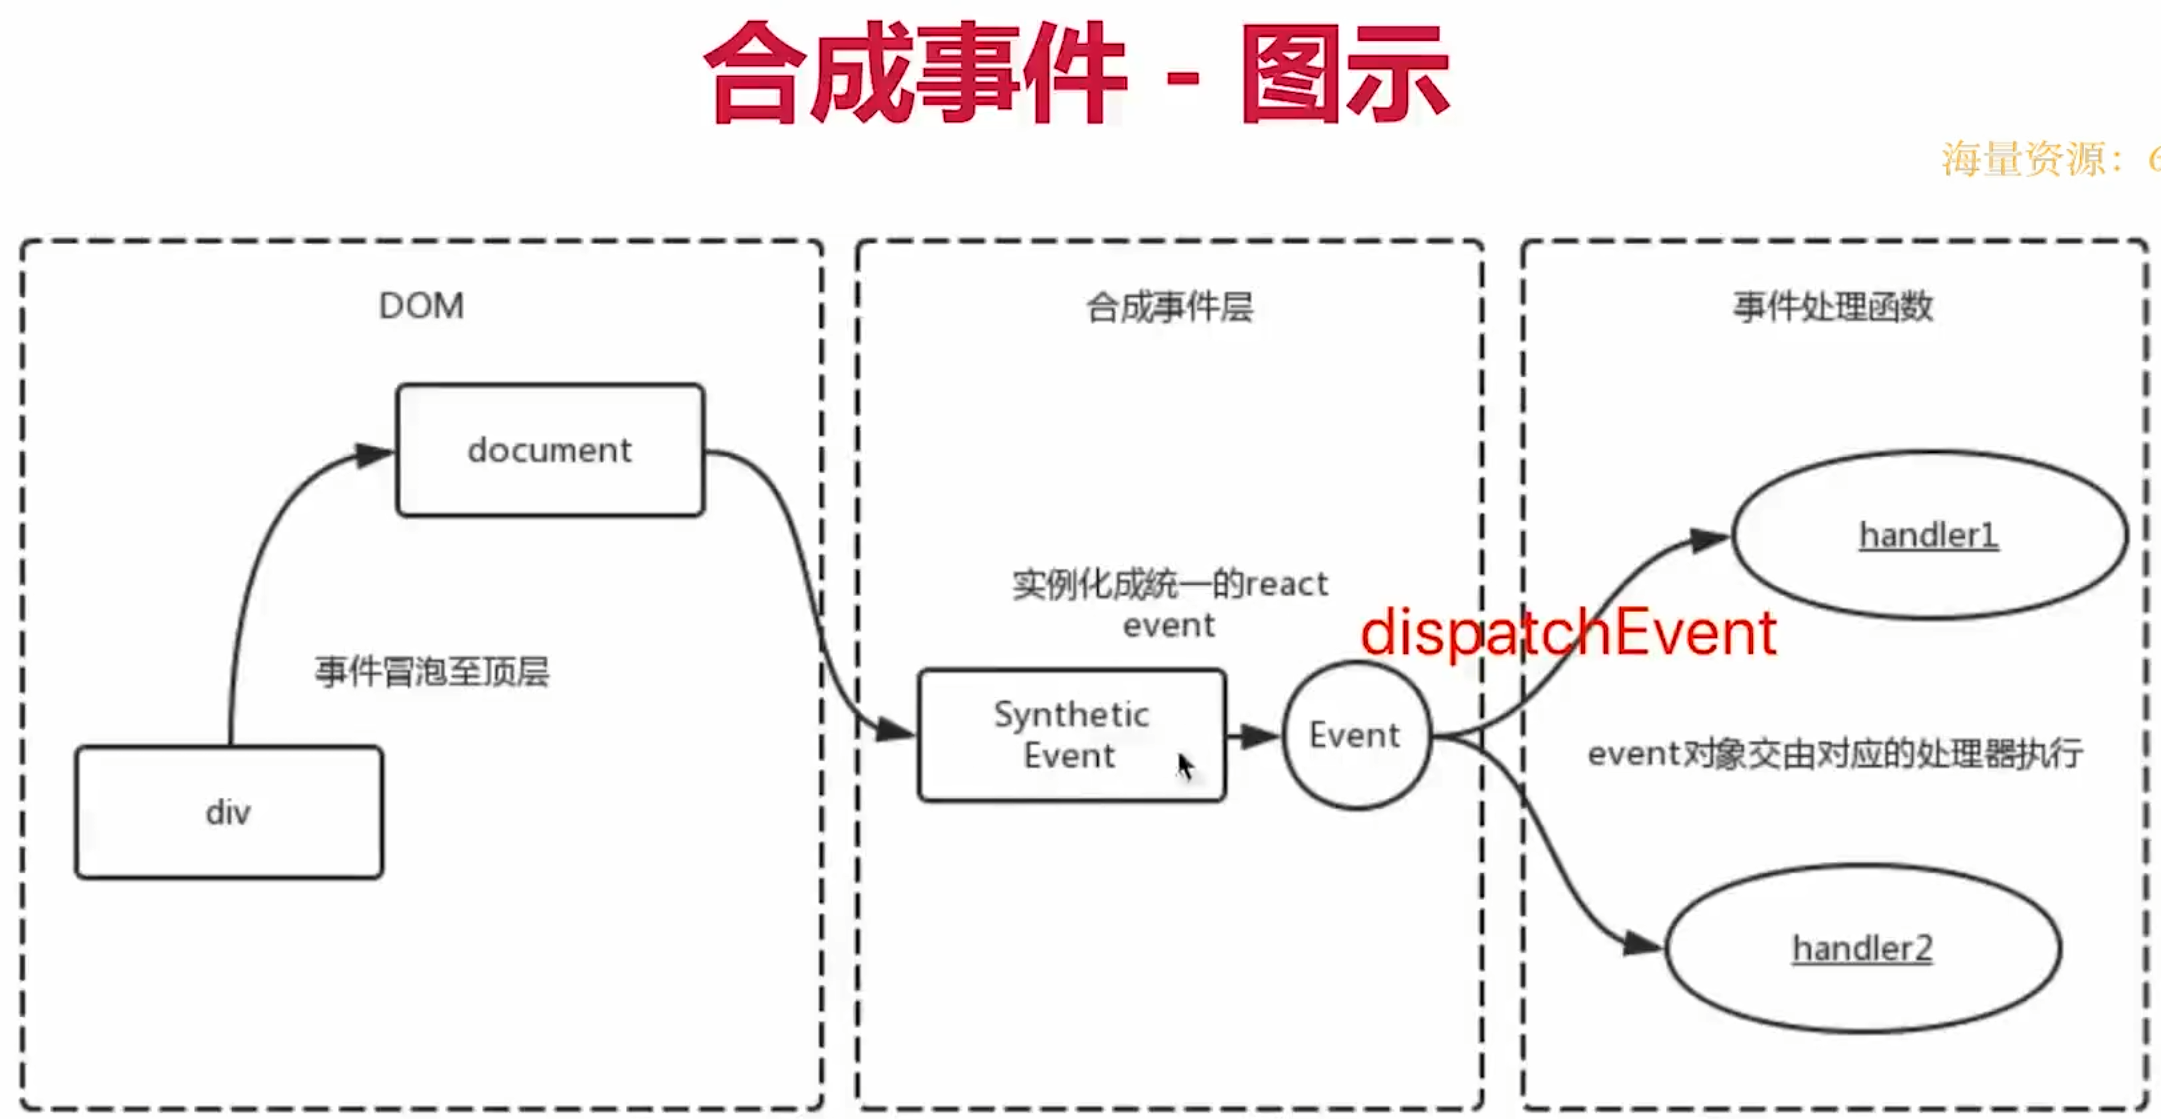 合成事件 - 图示
海量资源：6
DOM
document
事件冒泡至顶层
div
合成事件层
实例化成统一的react
event
Synthetic
Event
Event
dispatchEvent
事件处理函数
handler1
event对象交由对应的处理器执行
handler2